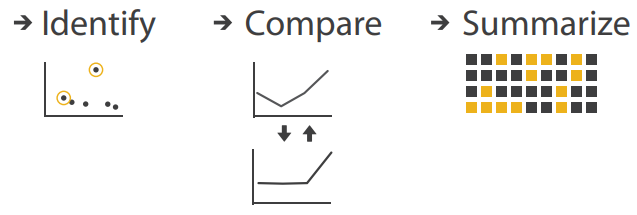 → Identify
→ Compare
→ Summarize